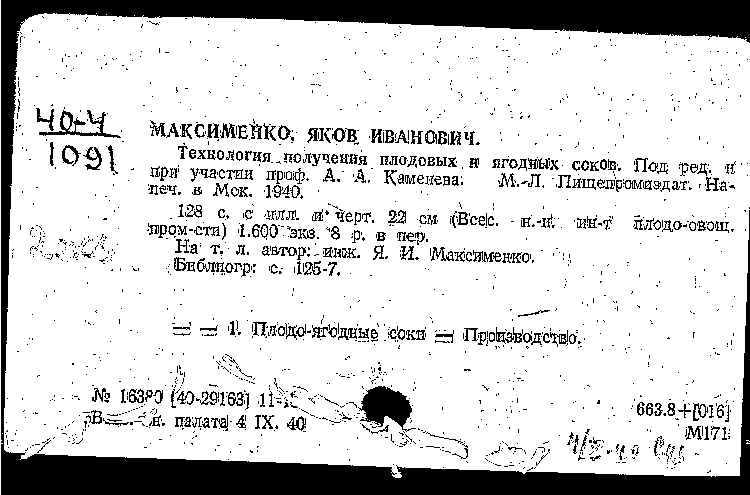 40-4
1091
МАКСИМЕНКО, ЯКОВ ИВАНОВИЧ.
Технология получения плодовых и ягодных соков. Под ред. и
при участии проф. А. А. Каменева. М.-Л. Пищепромиздат. На-
печ. в Мск. 1940.
128 с. с илл. и черт. 22 см (Всес. н.-и. ин-т плодо-овощ.
пром-сти) 1.600 экз. 8 р. в пер.
На т. л. автор: инж. Я. И. Максименко.
Библиогр: с. 125-7.
— — 1. Плодо-ягодные соки — Производство.
№ 16380 [40-29163]
н. палата 4 IX. 40
663.8+[016]
М171